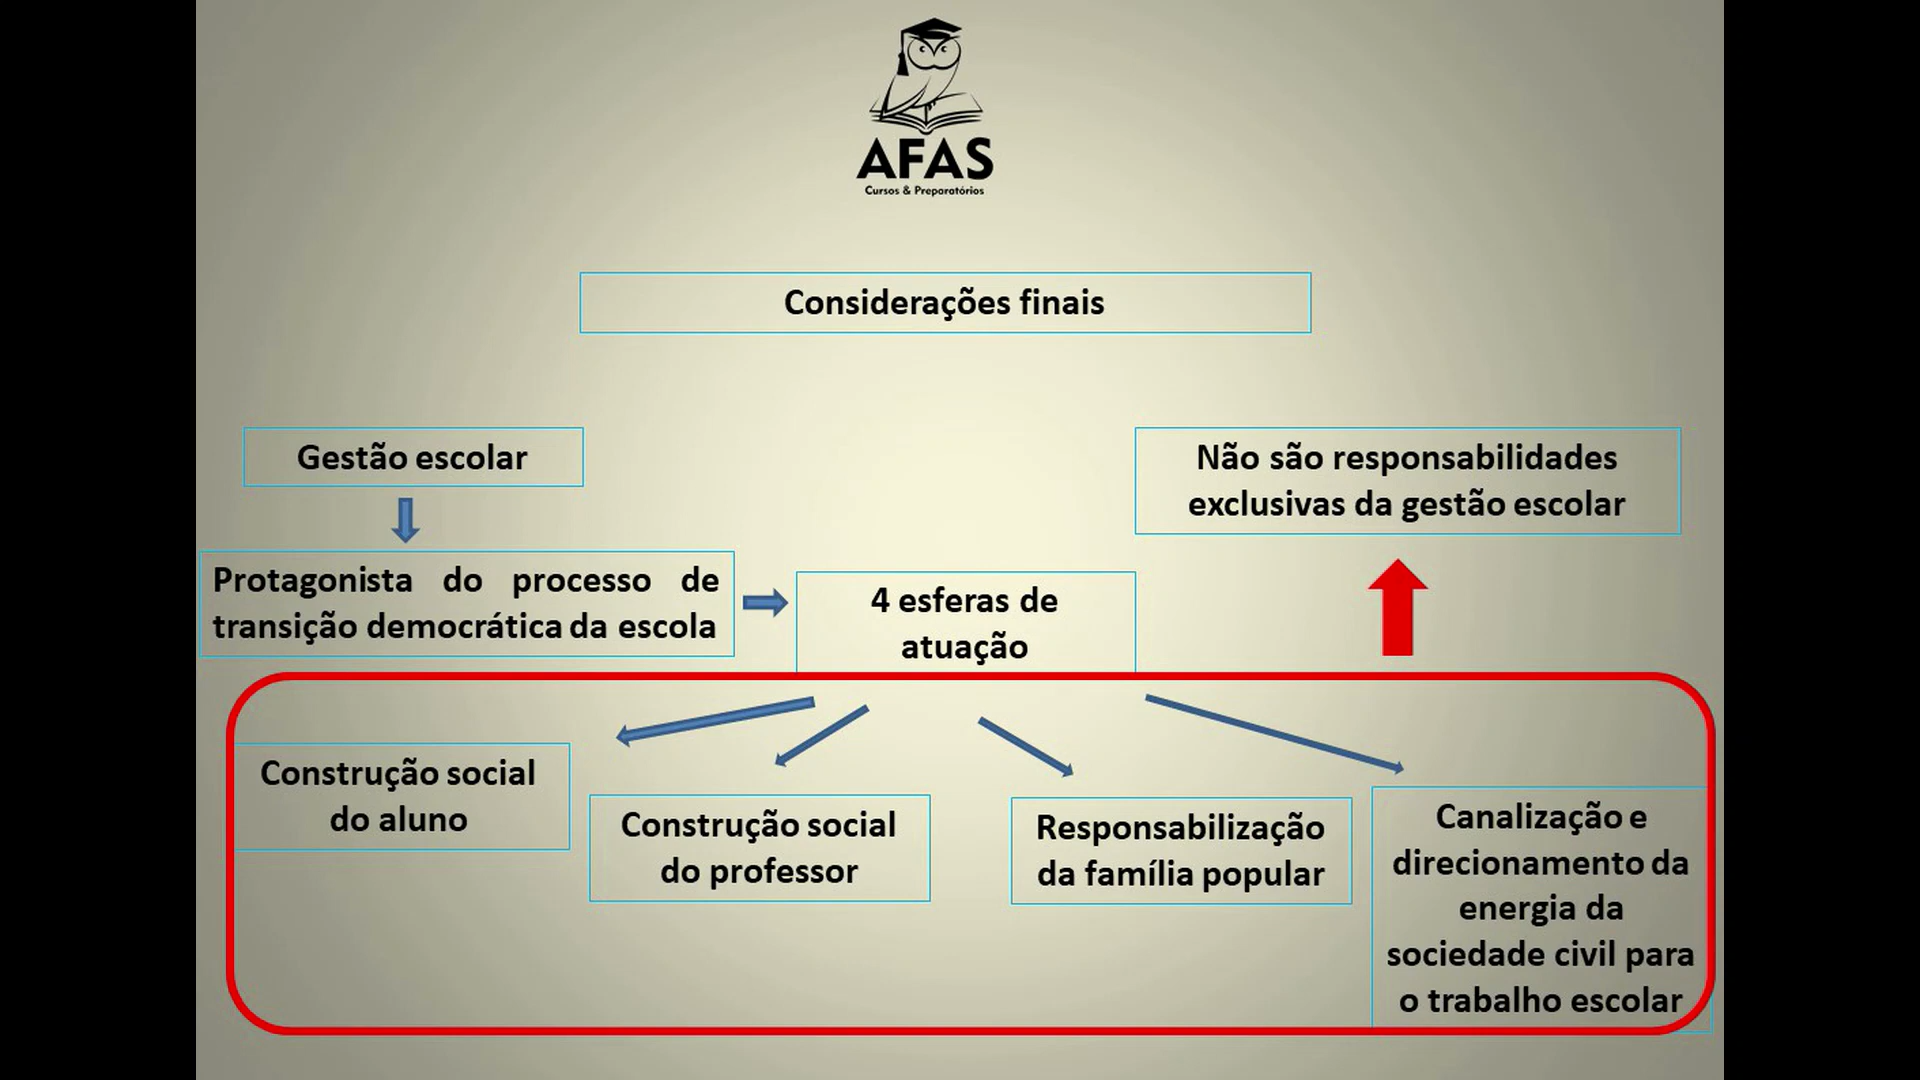 AFAS
Cursos & Preparatórios
Considerações finais
Gestão escolar
Não são responsabilidades
exclusivas da gestão escolar
Protagonista do processo de
transição democrática da escola
4 esferas de
atuação
Construção social
do aluno
Construção social
do professor
Responsabilização
da família popular
Canalização e
direcionamento da
energia da
sociedade civil para
o trabalho escolar